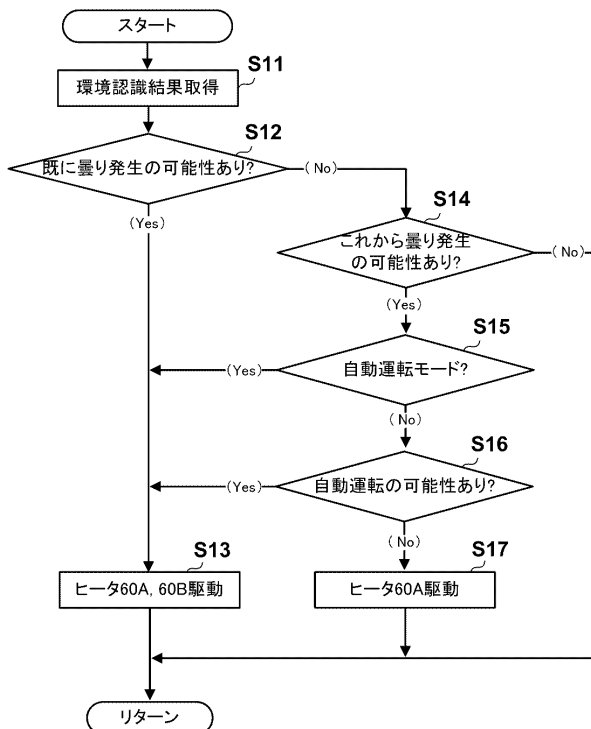 スタート
S11
環境認識結果取得
S12
既に曇り発生の可能性あり?
(No)
(Yes)
S14
これから曇り発生
の可能性あり?
(No)
(Yes)
S15
自動運転モード?
(Yes)
(No)
S16
自動運転の可能性あり?
(Yes)
(No)
S13
ヒータ60A, 60B駆動
S17
ヒータ60A駆動
リターン